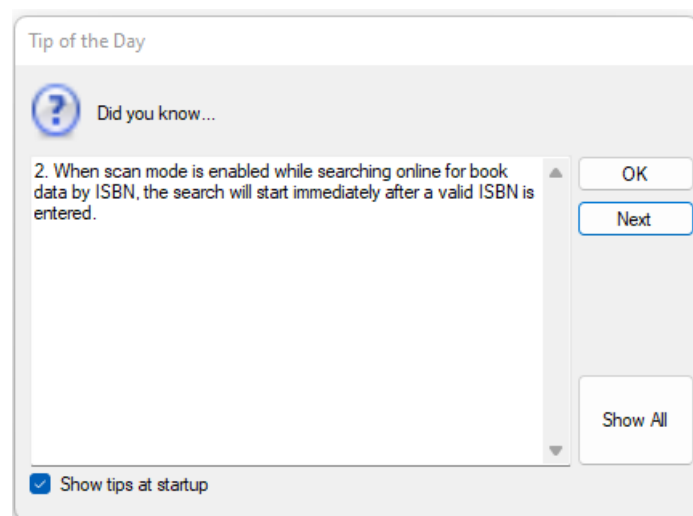 Tip of the Day
Did you know...
2. When scan mode is enabled while searching online for book
data by ISBN, the search will start immediately after a valid ISBN is
entered.
OK
Next
Show All
Show tips at startup